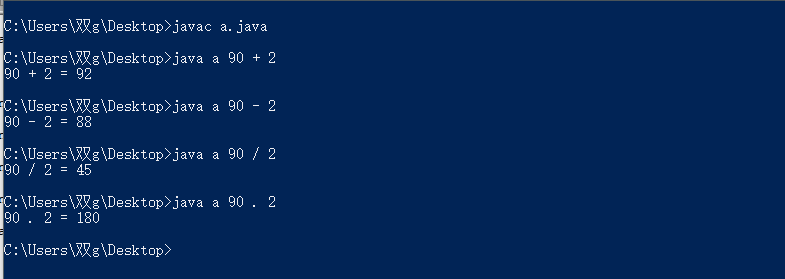 C:\Users\双g\Desktop>javac a.java
C:\Users\双g\Desktop>java a 90 + 2
90 + 2 = 92
C:\Users\双g\Desktop>java a 90 - 2
90 - 2 = 88
C:\Users\双g\Desktop>java a 90 / 2
90 / 2 = 45
C:\Users\双g\Desktop>java a 90 . 2
90 . 2 = 180
C:\Users\双g\Desktop>